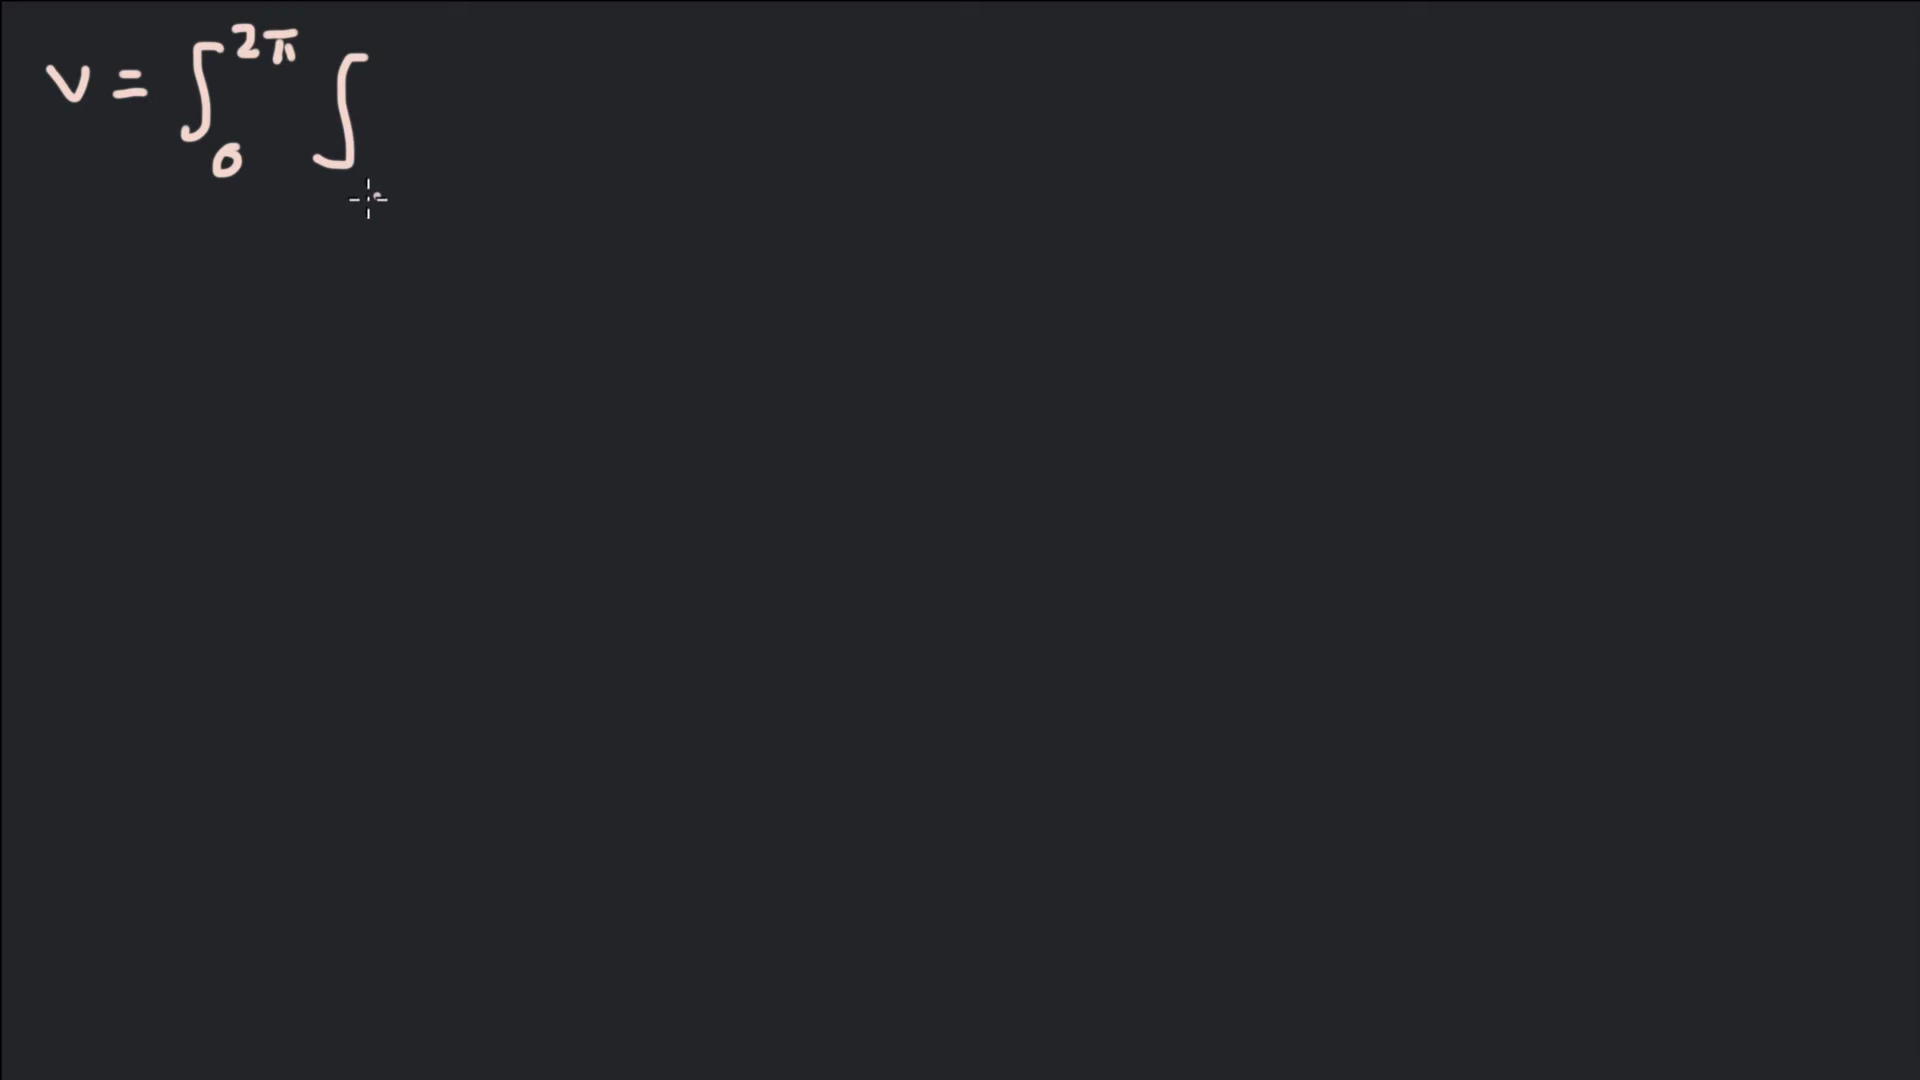 V = ∫₀^2π ∫